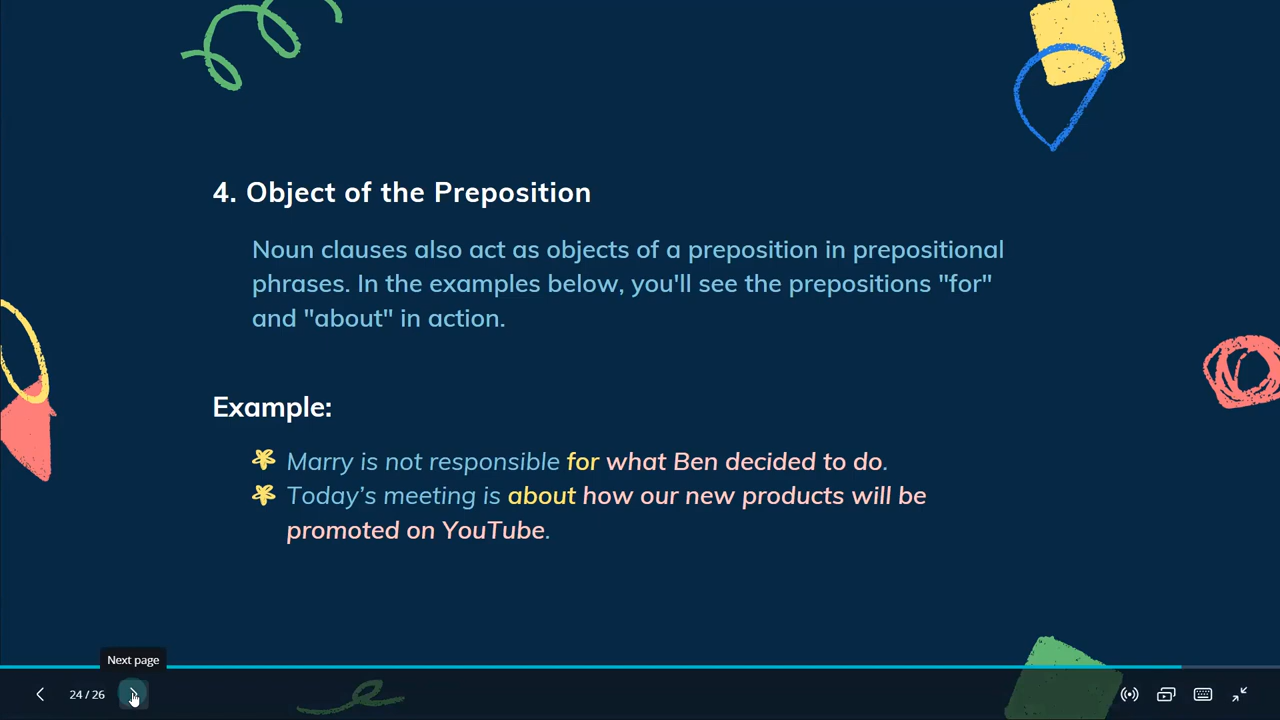 4. Object of the Preposition
Noun clauses also act as objects of a preposition in prepositional
phrases. In the examples below, you'll see the prepositions "for"
and "about" in action.
Example:
Marry is not responsible for what Ben decided to do.
Today’s meeting is about how our new products will be
promoted on YouTube.
Next page
24 / 26